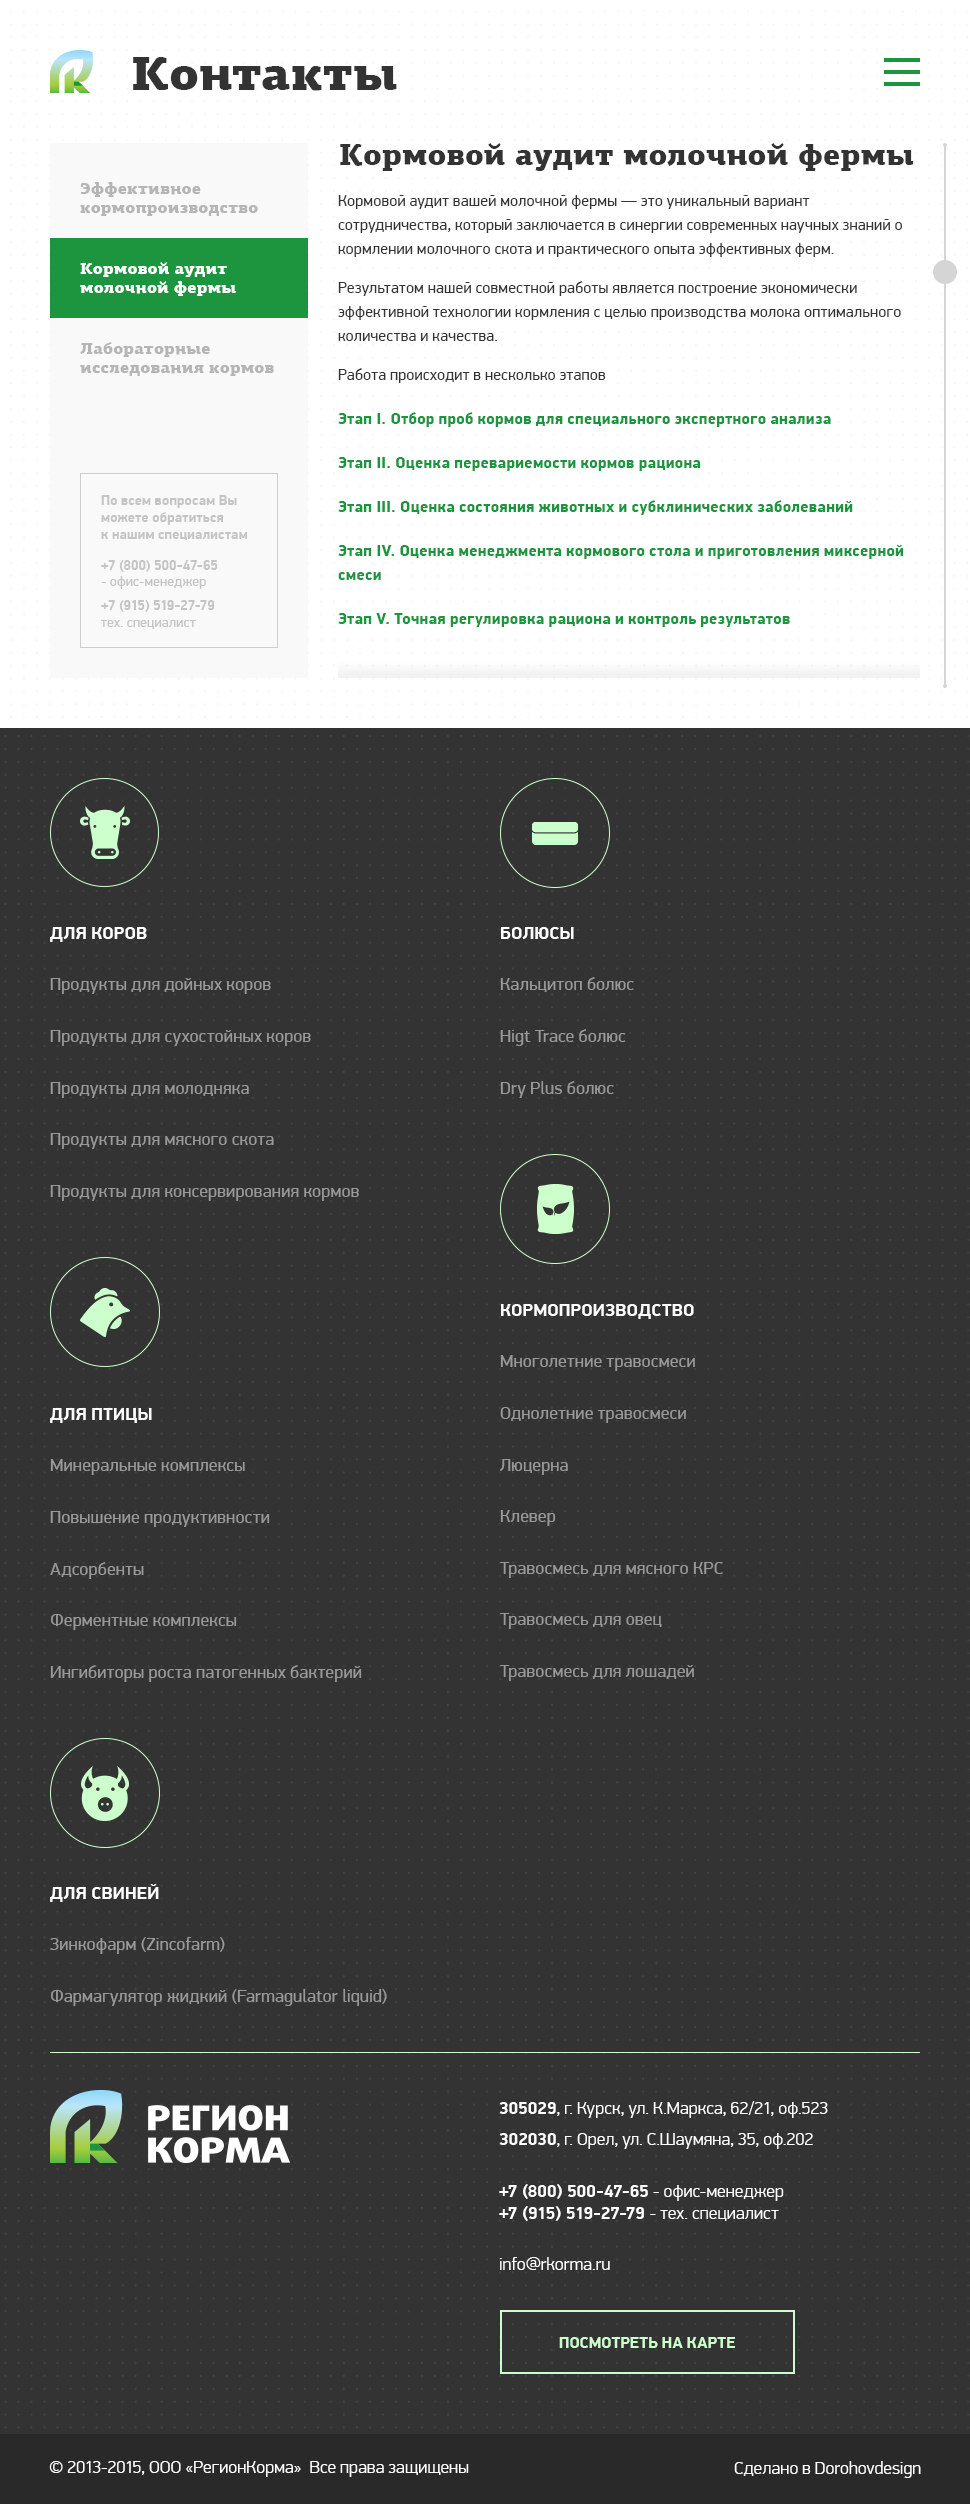 Контакты
Эффективное
кормопроизводство
Кормовой аудит
молочной фермы
Лабораторные
исследования кормов
По всем вопросам Вы
можете обратиться
к нашим специалистам
+7 (800) 500-47-65
- офис-менеджер
+7 (915) 519-27-79
тех. специалист
Кормовой аудит молочной фермы
Кормовой аудит вашей молочной фермы — это уникальный вариант
сотрудничества, который заключается в синергии современных научных знаний о
кормлении молочного скота и практического опыта эффективных ферм.
Результатом нашей совместной работы является построение экономически
эффективной технологии кормления с целью производства молока оптимального
количества и качества.
Работа происходит в несколько этапов
Этап I. Отбор проб кормов для специального экспертного анализа
Этап II. Оценка перевариемости кормов рациона
Этап III. Оценка состояния животных и субклинических заболеваний
Этап IV. Оценка менеджмента кормового стола и приготовления миксерной
смеси
Этап V. Точная регулировка рациона и контроль результатов
ДЛЯ КОРОВ
Продукты для дойных коров
Продукты для сухостойных коров
Продукты для молодняка
Продукты для мясного скота
Продукты для консервирования кормов
ДЛЯ ПТИЦЫ
Минеральные комплексы
Повышение продуктивности
Адсорбенты
Ферментные комплексы
Ингибиторы роста патогенных бактерий
ДЛЯ СВИНЕЙ
Зинкофарм (Zincofarm)
Фармагулятор жидкий (Farmagulator liquid)
БОЛЮСЫ
Кальцитоп болюс
Higt Trace болюс
Dry Plus болюс
КОРМОПРОИЗВОДСТВО
Многолетние травосмеси
Однолетние травосмеси
Люцерна
Клевер
Травосмесь для мясного КРС
Травосмесь для овец
Травосмесь для лошадей
РЕГИОН
КОРМА
305029, г. Курск, ул. К.Маркса, 62/21, оф.523
302030, г. Орел, ул. С.Шаумяна, 35, оф.202
+7 (800) 500-47-65 - офис-менеджер
+7 (915) 519-27-79 - тех. специалист
info@rkorma.ru
ПОСМОТРЕТЬ НА КАРТЕ
© 2013-2015, ООО «РегионКорма» Все права защищены
Сделано в Dorohovdesign